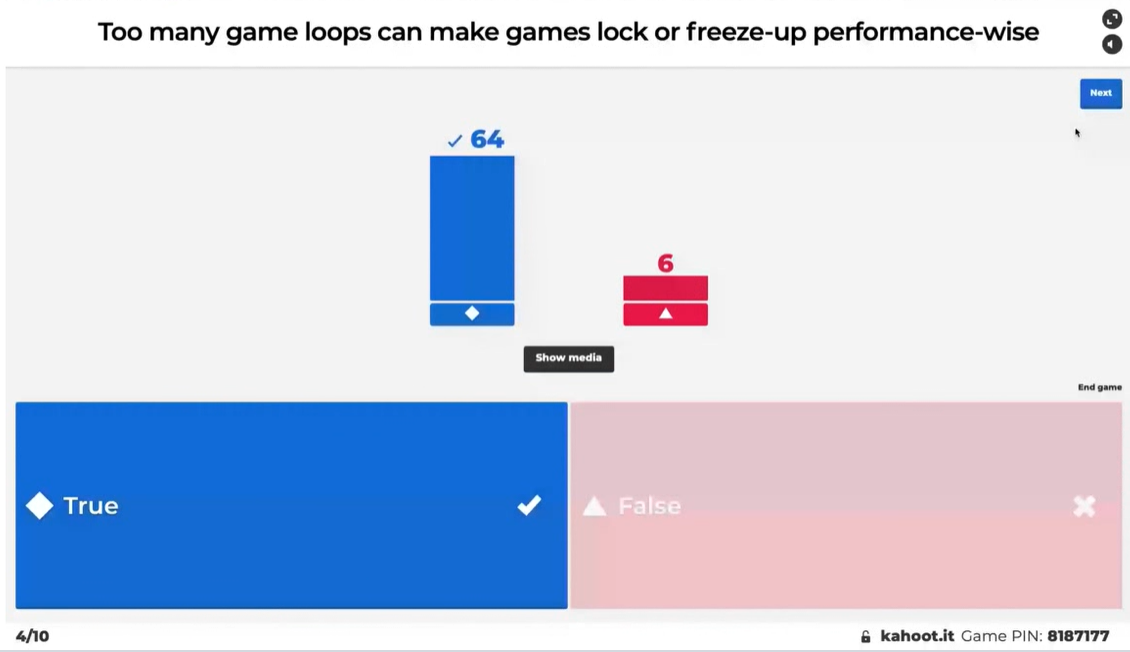 Too many game loops can make games lock or freeze-up performance-wise
Next
64
6
Show media
End game
True
False
4/10
kahoot.it Game PIN: 8187177